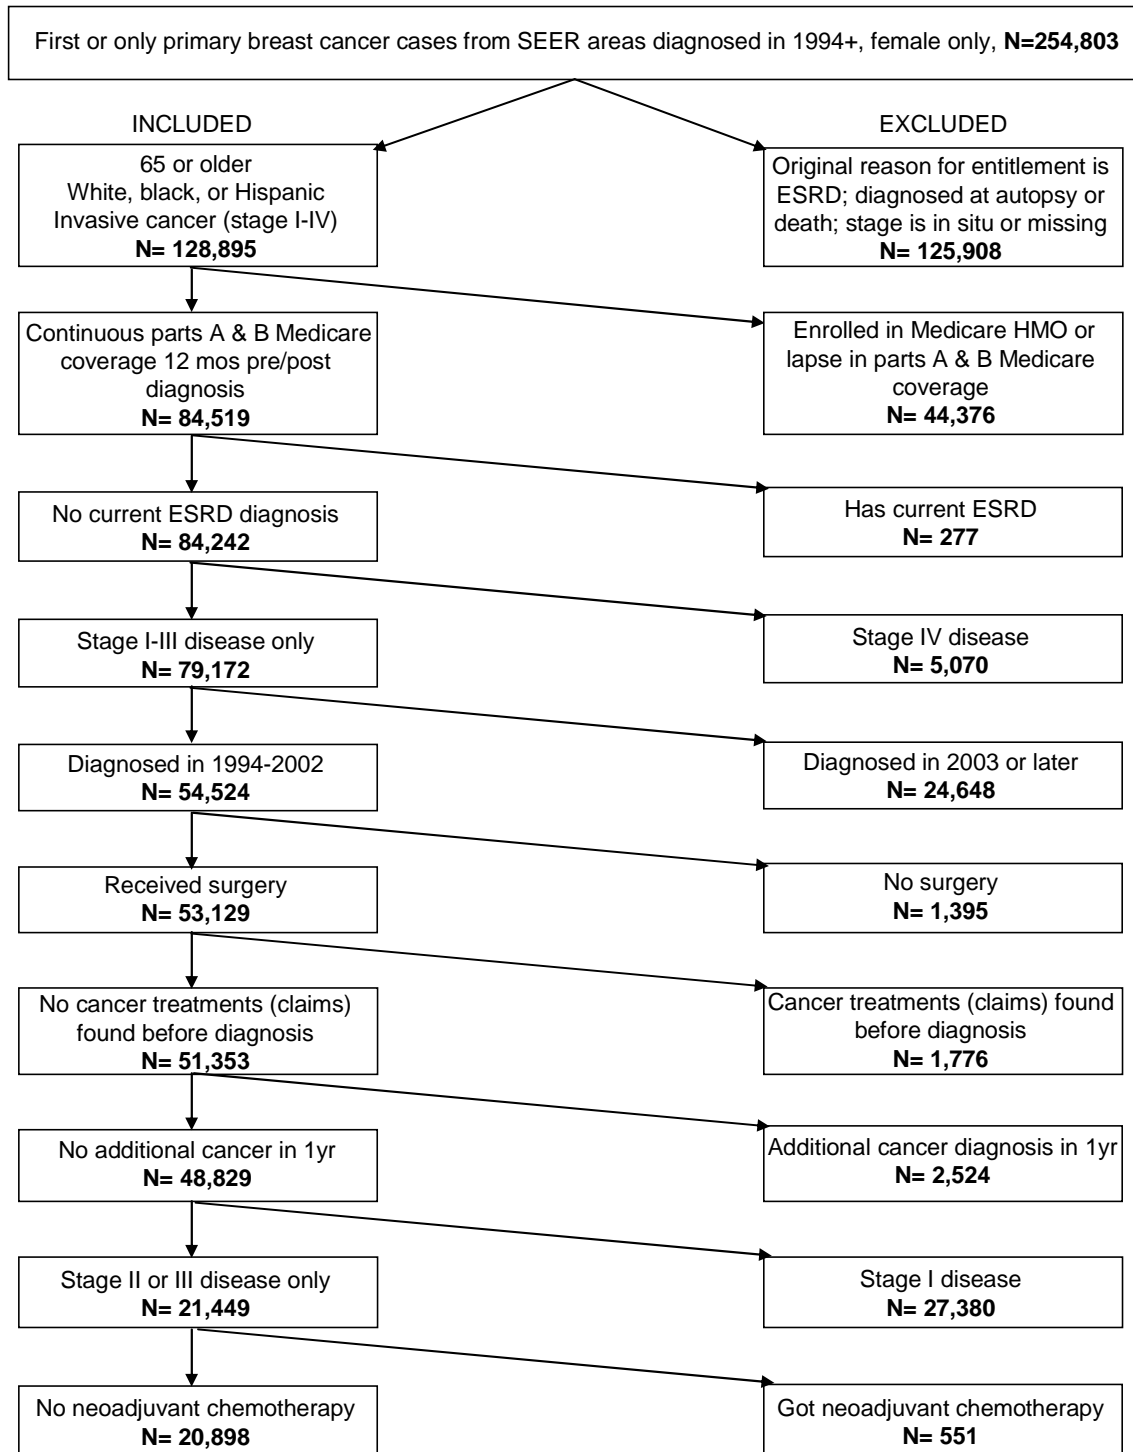 First or only primary breast cancer cases from SEER areas diagnosed in 1994+, female only, N=254,803
INCLUDED
EXCLUDED
65 or older
White, black, or Hispanic
Invasive cancer (stage I-IV)
N= 128,895
Original reason for entitlement is
ESRD; diagnosed at autopsy or
death; stage is in situ or missing
N= 125,908
Continuous parts A & B Medicare
coverage 12 mos pre/post
diagnosis
N= 84,519
Enrolled in Medicare HMO or
lapse in parts A & B Medicare
coverage
N= 44,376
No current ESRD diagnosis
N= 84,242
Has current ESRD
N= 277
Stage I-III disease only
N= 79,172
Stage IV disease
N= 5,070
Diagnosed in 1994-2002
N= 54,524
Diagnosed in 2003 or later
N= 24,648
Received surgery
N= 53,129
No surgery
N= 1,395
No cancer treatments (claims)
found before diagnosis
N= 51,353
Cancer treatments (claims) found
before diagnosis
N= 1,776
No additional cancer in 1yr
N= 48,829
Additional cancer diagnosis in 1yr
N= 2,524
Stage II or III disease only
N= 21,449
Stage I disease
N= 27,380
No neoadjuvant chemotherapy
N= 20,898
Got neoadjuvant chemotherapy
N= 551